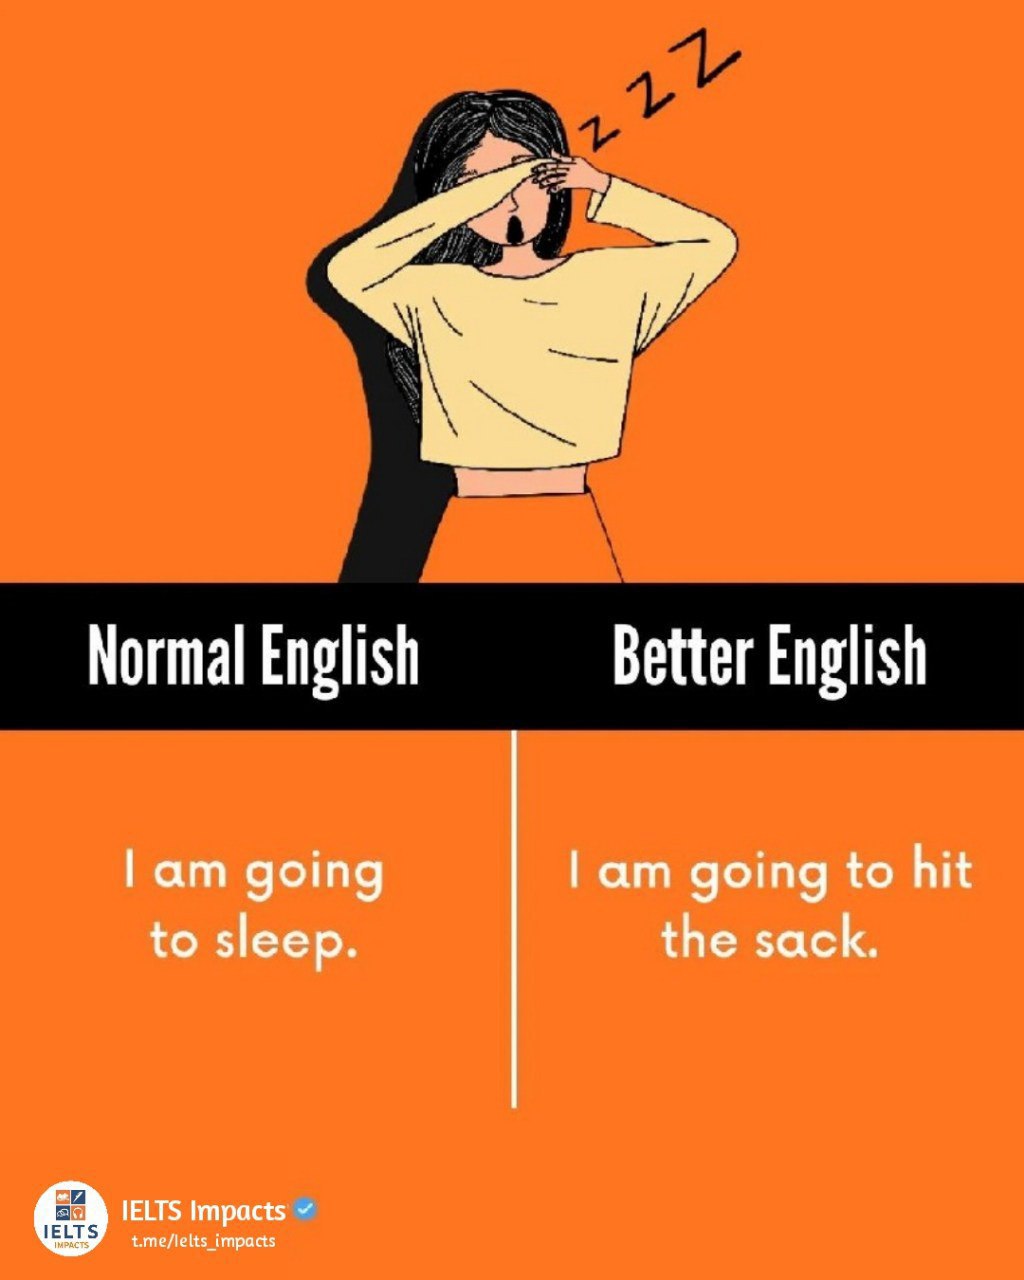 z z z
Normal English
Better English
I am going
to sleep.
I am going to hit
the sack.
IELTS
IMPACTS
IELTS Impacts
t.me/Ielts_impacts